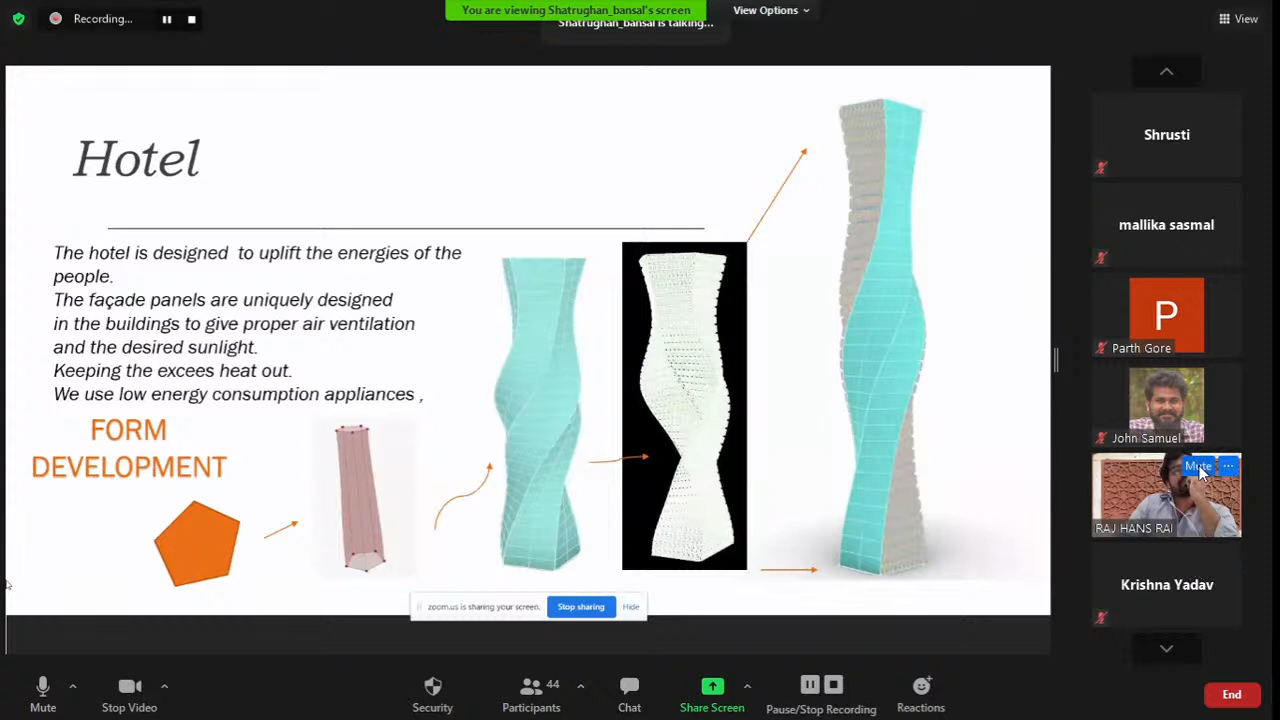 You are viewing Shatrughan_bansal's screen
View Options
Recording...
View
Shatrughan_bansal is talking...
Hotel
The hotel is designed  to uplift the energies of the
people.
The façade panels are uniquely designed
in the buildings to give proper air ventilation
and the desired sunlight.
Keeping the excees heat out.
We use low energy consumption appliances ,
FORM
DEVELOPMENT
zoom.us is sharing your screen.
Stop sharing
Hide
Shrusti
mallika sasmal
P
Parth Gore
John Samuel
Mute
RAJ HANS RAI
Krishna Yadav
Mute
Stop Video
Security
44
Participants
Chat
Share Screen
Pause/Stop Recording
Reactions
End